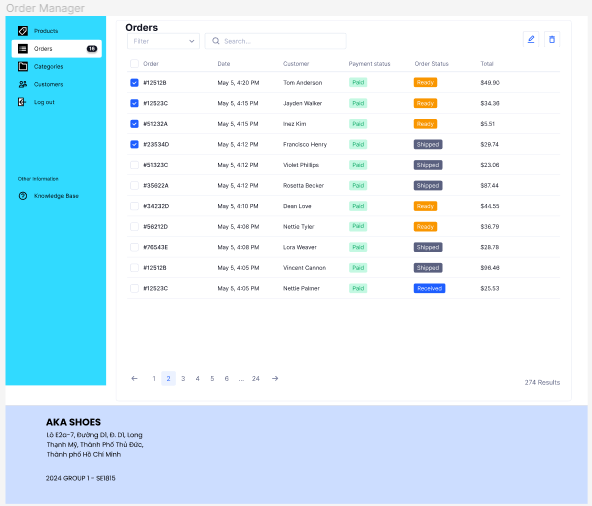 Order Manager
Products
Orders 16
Categories
Customers
Log out
Other Information
Knowledge Base
Orders
Filter Search...
Order Date Customer Payment status Order Status Total
#12512B May 5, 4:20 PM Tom Anderson Paid Ready $49.90
#12523C May 5, 4:15 PM Jayden Walker Paid Ready $34.36
#51232A May 5, 4:15 PM Inez Kim Paid Ready $5.51
#23534D May 5, 4:12 PM Francisco Henry Paid Shipped $29.74
#51323C May 5, 4:12 PM Violet Phillips Paid Shipped $23.06
#35622A May 5, 4:12 PM Rosetta Becker Paid Shipped $87.44
#34232D May 5, 4:10 PM Dean Love Paid Ready $44.55
#56212D May 5, 4:08 PM Nettie Tyler Paid Ready $36.79
#76543E May 5, 4:08 PM Lora Weaver Paid Shipped $28.78
#12512B May 5, 4:05 PM Vincent Cannon Paid Shipped $96.46
#12523C May 5, 4:05 PM Nettie Palmer Paid Received $25.53
1 2 3 4 5 6 ... 24
274 Results
AKA SHOES
Lô E2a-7, Đường D1, Đ. D1, Long
Thạnh Mỹ, Thành Phố Thủ Đức,
Thành phố Hồ Chí Minh
2024 GROUP 1 - SE1815